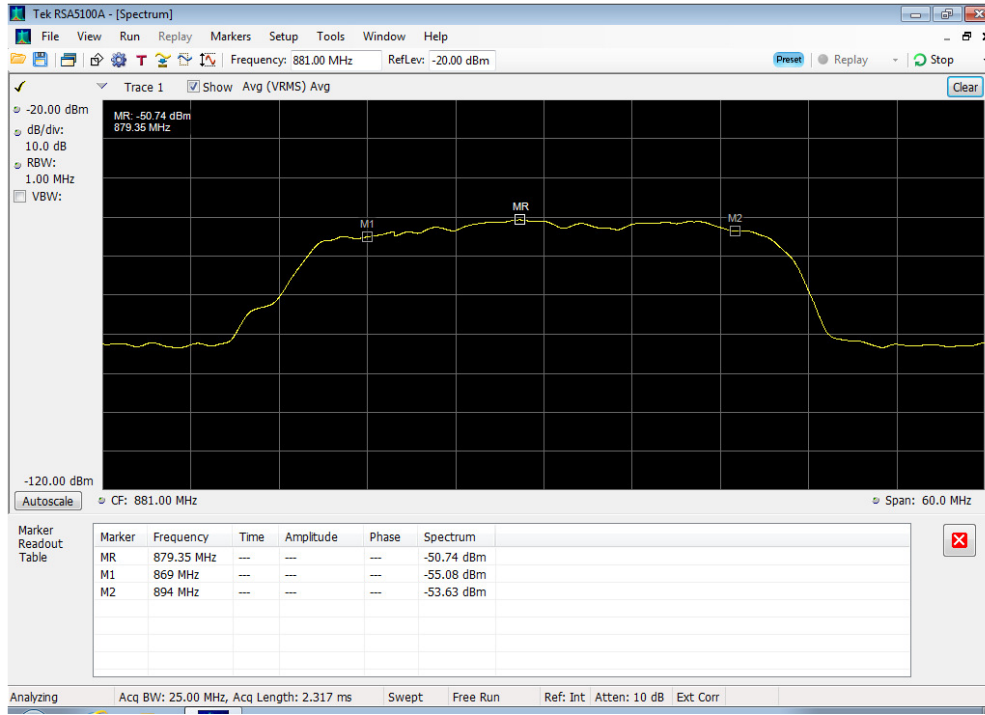 Tek RSA5100A - [Spectrum]
File View Run Replay Markers Setup Tools Window Help
T Frequency: 881.00 MHz RefLev: -20.00 dBm Preset Replay Stop
Trace 1 Show Avg (VRMS) Avg Clear
-20.00 dBm
dB/div:
10.0 dB
RBW:
1.00 MHz
VBW:
MR: -50.74 dBm
879.35 MHz
MR
M1
M2
-120.00 dBm
Autoscale CF: 881.00 MHz Span: 60.0 MHz
Marker
Readout
Table
Marker Frequency Time Amplitude Phase Spectrum
MR 879.35 MHz --- --- --- -50.74 dBm
M1 869 MHz --- --- --- -55.08 dBm
M2 894 MHz --- --- --- -53.63 dBm
Analyzing Acq BW: 25.00 MHz, Acq Length: 2.317 ms Swept Free Run Ref: Int Atten: 10 dB Ext Corr